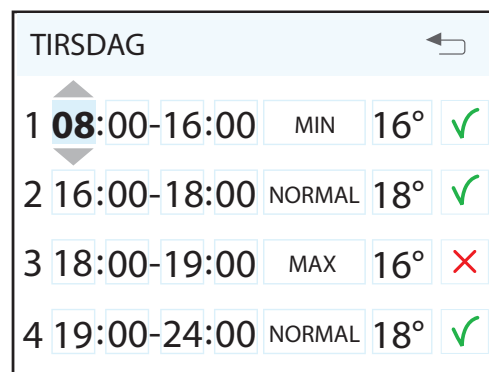 TIRSDAG
1 08:00-16:00 MIN 16°
2 16:00-18:00 NORMAL 18°
3 18:00-19:00 MAX 16°
4 19:00-24:00 NORMAL 18°